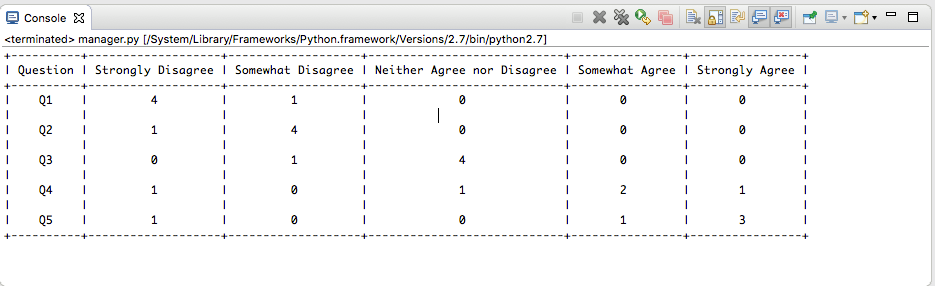 Console
<terminated> manager.py [/System/Library/Frameworks/Python.framework/Versions/2.7/bin/python2.7]
+----------+-------------------+-------------------+----------------------------+----------------+----------------+
| Question | Strongly Disagree | Somewhat Disagree | Neither Agree nor Disagree | Somewhat Agree | Strongly Agree |
+----------+-------------------+-------------------+----------------------------+----------------+----------------+
| Q1 | 4 | 1 | 0 | 0 | 0 |
| | | | | | |
| Q2 | 1 | 4 | 0 | 0 | 0 |
| | | | | | |
| Q3 | 0 | 1 | 4 | 0 | 0 |
| | | | | | |
| Q4 | 1 | 0 | 1 | 2 | 1 |
| | | | | | |
| Q5 | 1 | 0 | 0 | 1 | 3 |
+----------+-------------------+-------------------+----------------------------+----------------+----------------+